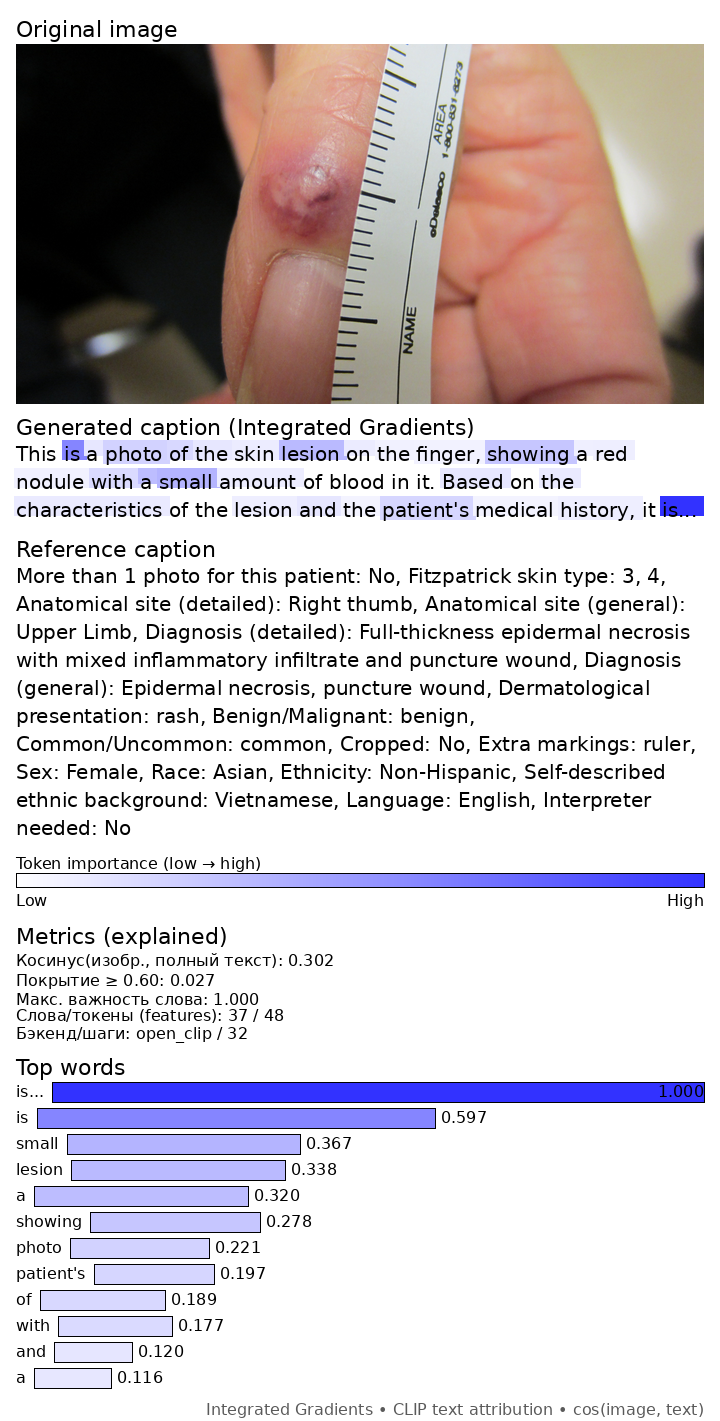 Original image
AREA
1-800-831-6273
eDelasco
NAME
Generated caption (Integrated Gradients)
This is a photo of the skin lesion on the finger, showing a red
nodule with a small amount of blood in it. Based on the
characteristics of the lesion and the patient's medical history, it is...
Reference caption
More than 1 photo for this patient: No, Fitzpatrick skin type: 3, 4,
Anatomical site (detailed): Right thumb, Anatomical site (general):
Upper Limb, Diagnosis (detailed): Full-thickness epidermal necrosis
with mixed inflammatory infiltrate and puncture wound, Diagnosis
(general): Epidermal necrosis, puncture wound, Dermatological
presentation: rash, Benign/Malignant: benign,
Common/Uncommon: common, Cropped: No, Extra markings: ruler,
Sex: Female, Race: Asian, Ethnicity: Non-Hispanic, Self-described
ethnic background: Vietnamese, Language: English, Interpreter
needed: No
Token importance (low → high)
Low High
Metrics (explained)
Косинус(изобр., полный текст): 0.302
Покрытие ≥ 0.60: 0.027
Макс. важность слова: 1.000
Слова/токены (features): 37 / 48
Бэкенд/шаги: open_clip / 32
Top words
is... 1.000
is 0.597
small 0.367
lesion 0.338
a 0.320
showing 0.278
photo 0.221
patient's 0.197
of 0.189
with 0.177
and 0.120
a 0.116
Integrated Gradients • CLIP text attribution • cos(image, text)